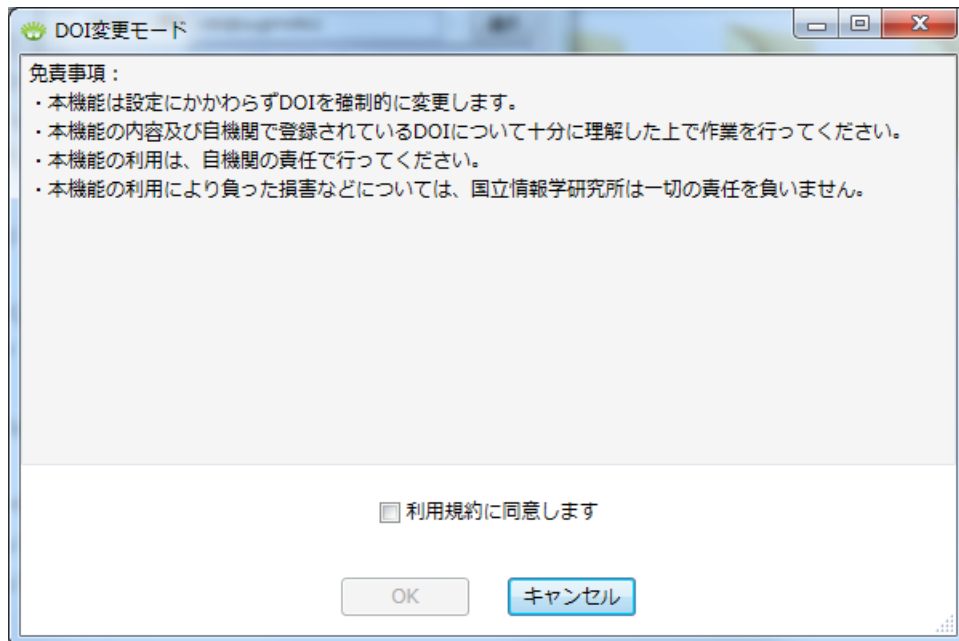 DOI変更モード
免責事項：
・本機能は設定にかかわらずDOIを強制的に変更します。
・本機能の内容及び自機関で登録されているDOIについて十分に理解した上で作業を行ってください。
・本機能の利用は、自機関の責任で行ってください。
・本機能の利用により負った損害などについては、国立情報学研究所は一切の責任を負いません。
利用規約に同意します
OK
キャンセル